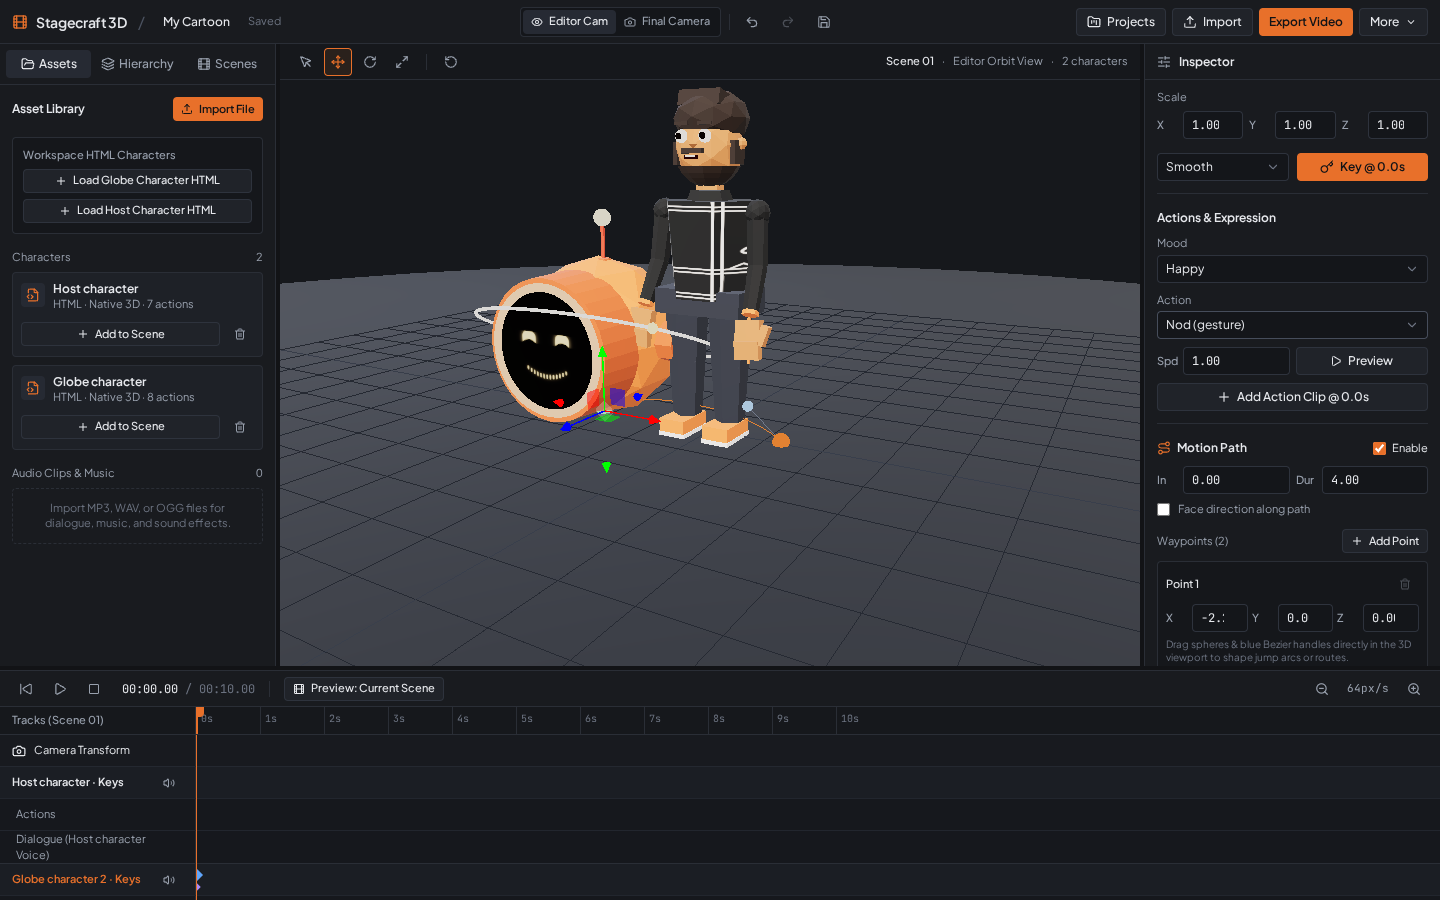 Stagecraft 3D / My Cartoon Saved
Editor Cam Final Camera
Projects Import Export Video More
Assets Hierarchy Scenes
Scene 01 · Editor Orbit View · 2 characters
Inspector
Asset Library Import File
Workspace HTML Characters
+ Load Globe Character HTML
+ Load Host Character HTML
Characters 2
Host character
HTML · Native 3D · 7 actions
+ Add to Scene
Globe character
HTML · Native 3D · 8 actions
+ Add to Scene
Audio Clips & Music 0
Import MP3, WAV, or OGG files for
dialogue, music, and sound effects.
Scale
X 1.00 Y 1.00 Z 1.00
Smooth Key @ 0.0s
Actions & Expression
Mood
Happy
Action
Nod (gesture)
Spd 1.00 Preview
+ Add Action Clip @ 0.0s
Motion Path Enable
In 0.00 Dur 4.00
Face direction along path
Waypoints (2) + Add Point
Point 1
X -2. Y 0.0 Z 0.0
Drag spheres & blue Bezier handles directly in the 3D
viewport to shape jump arcs or routes.
00:00.00 / 00:10.00 Preview: Current Scene 64px/s
Tracks (Scene 01) 0s 1s 2s 3s 4s 5s 6s 7s 8s 9s 10s
Camera Transform
Host character · Keys
Actions
Dialogue (Host character
Voice)
Globe character 2 · Keys